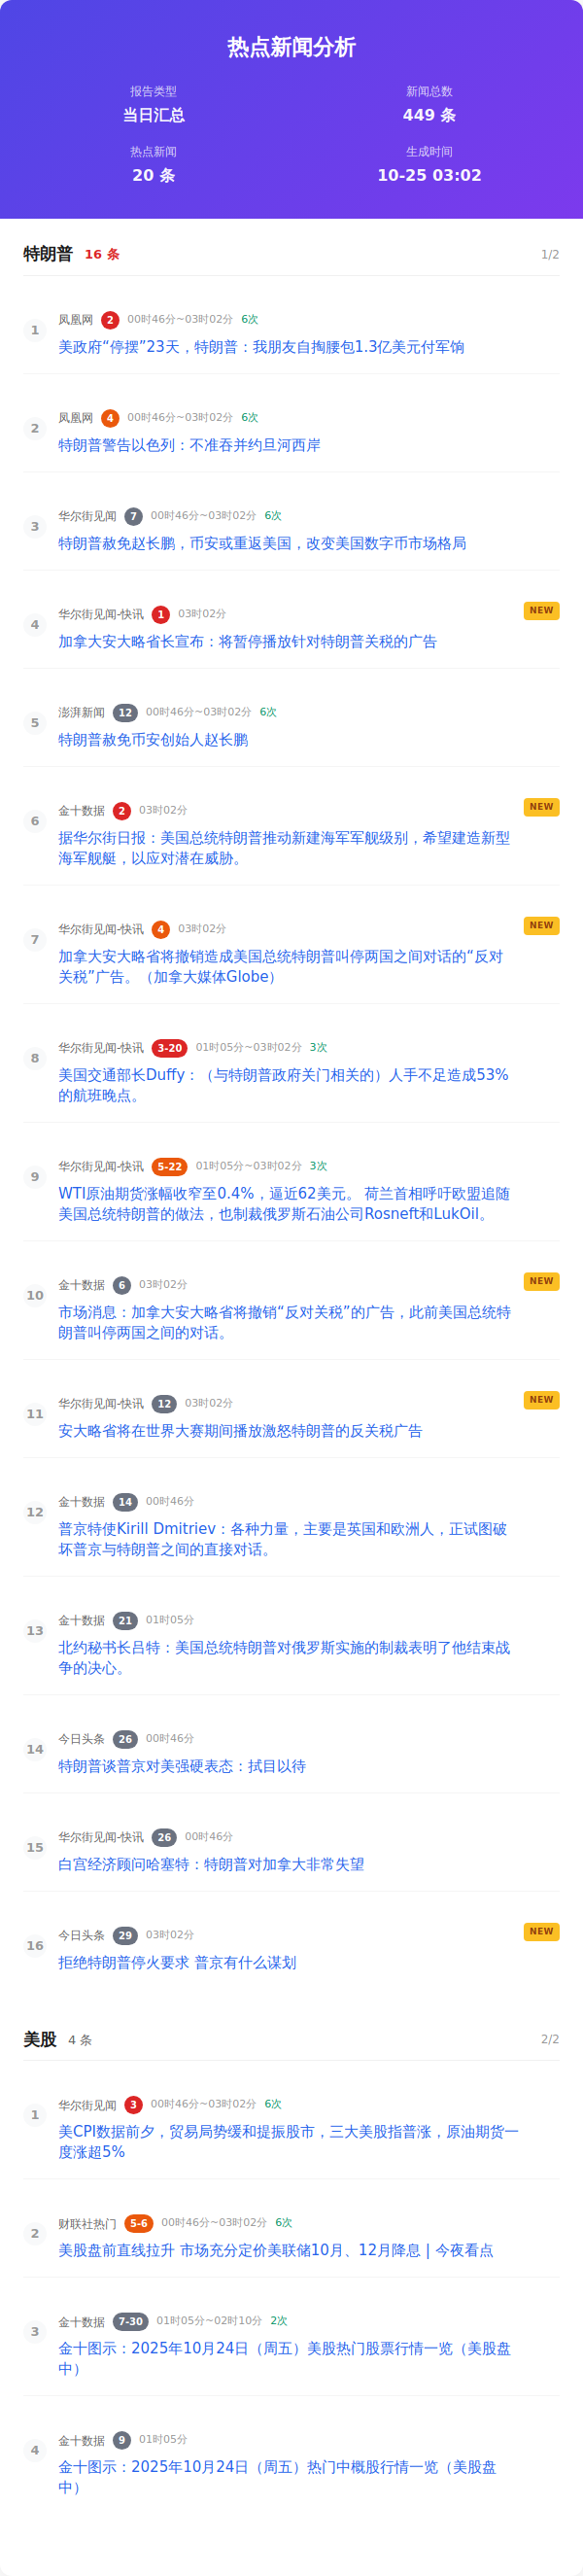 热点新闻分析
报告类型
当日汇总
新闻总数
449 条
热点新闻
20 条
生成时间
10-25 03:02
特朗普 16 条 1/2
1 凤凰网 2 00时46分~03时02分 6次
美政府“停摆”23天，特朗普：我朋友自掏腰包1.3亿美元付军饷
2 凤凰网 4 00时46分~03时02分 6次
特朗普警告以色列：不准吞并约旦河西岸
3 华尔街见闻 7 00时46分~03时02分 6次
特朗普赦免赵长鹏，币安或重返美国，改变美国数字币市场格局
4 华尔街见闻-快讯 1 03时02分 NEW
加拿大安大略省长宣布：将暂停播放针对特朗普关税的广告
5 澎湃新闻 12 00时46分~03时02分 6次
特朗普赦免币安创始人赵长鹏
6 金十数据 2 03时02分 NEW
据华尔街日报：美国总统特朗普推动新建海军军舰级别，希望建造新型
海军舰艇，以应对潜在威胁。
7 华尔街见闻-快讯 4 03时02分 NEW
加拿大安大略省将撤销造成美国总统特朗普叫停两国之间对话的“反对
关税”广告。（加拿大媒体Globe）
8 华尔街见闻-快讯 3-20 01时05分~03时02分 3次
美国交通部长Duffy：（与特朗普政府关门相关的）人手不足造成53%
的航班晚点。
9 华尔街见闻-快讯 5-22 01时05分~03时02分 3次
WTI原油期货涨幅收窄至0.4%，逼近62美元。 荷兰首相呼吁欧盟追随
美国总统特朗普的做法，也制裁俄罗斯石油公司Rosneft和LukOil。
10 金十数据 6 03时02分 NEW
市场消息：加拿大安大略省将撤销“反对关税”的广告，此前美国总统特
朗普叫停两国之间的对话。
11 华尔街见闻-快讯 12 03时02分 NEW
安大略省将在世界大赛期间播放激怒特朗普的反关税广告
12 金十数据 14 00时46分
普京特使Kirill Dmitriev：各种力量，主要是英国和欧洲人，正试图破
坏普京与特朗普之间的直接对话。
13 金十数据 21 01时05分
北约秘书长吕特：美国总统特朗普对俄罗斯实施的制裁表明了他结束战
争的决心。
14 今日头条 26 00时46分
特朗普谈普京对美强硬表态：拭目以待
15 华尔街见闻-快讯 26 00时46分
白宫经济顾问哈塞特：特朗普对加拿大非常失望
16 今日头条 29 03时02分 NEW
拒绝特朗普停火要求 普京有什么谋划
美股 4 条 2/2
1 华尔街见闻 3 00时46分~03时02分 6次
美CPI数据前夕，贸易局势缓和提振股市，三大美股指普涨，原油期货一
度涨超5%
2 财联社热门 5-6 00时46分~03时02分 6次
美股盘前直线拉升 市场充分定价美联储10月、12月降息 | 今夜看点
3 金十数据 7-30 01时05分~02时10分 2次
金十图示：2025年10月24日（周五）美股热门股票行情一览（美股盘
中）
4 金十数据 9 01时05分
金十图示：2025年10月24日（周五）热门中概股行情一览（美股盘
中）